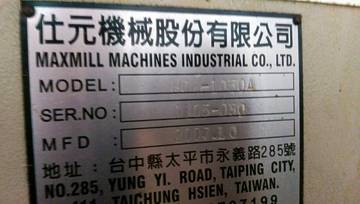 仕元機械股份有限公司
MAXMILL MACHINES INDUSTRIAL CO., LTD.
MODEL:
SER.NO:
MFD
地址: 台中縣太平市永義路285號
NO.285, YUNG YI. ROAD, TAIPING CITY,
TAICHUNG HSIEN, TAIWAN.